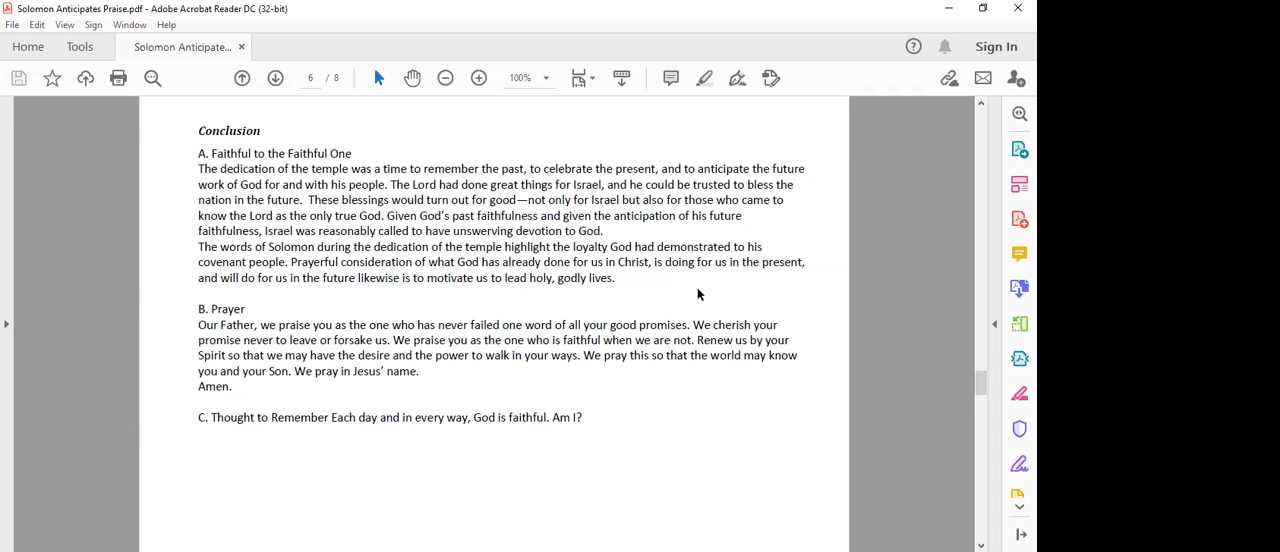 Solomon Anticipates Praise.pdf - Adobe Acrobat Reader DC (32-bit)
File Edit View Sign Window Help
Home Tools Solomon Anticipate... × Sign In
6 / 8 100%
Conclusion
A. Faithful to the Faithful One
The dedication of the temple was a time to remember the past, to celebrate the present, and to anticipate the future
work of God for and with his people. The Lord had done great things for Israel, and he could be trusted to bless the
nation in the future.  These blessings would turn out for good—not only for Israel but also for those who came to
know the Lord as the only true God. Given God's past faithfulness and given the anticipation of his future
faithfulness, Israel was reasonably called to have unswerving devotion to God.
The words of Solomon during the dedication of the temple highlight the loyalty God had demonstrated to his
covenant people. Prayerful consideration of what God has already done for us in Christ, is doing for us in the present,
and will do for us in the future likewise is to motivate us to lead holy, godly lives.
B. Prayer
Our Father, we praise you as the one who has never failed one word of all your good promises. We cherish your
promise never to leave or forsake us. We praise you as the one who is faithful when we are not. Renew us by your
Spirit so that we may have the desire and the power to walk in your ways. We pray this so that the world may know
you and your Son. We pray in Jesus' name.
Amen.
C. Thought to Remember Each day and in every way, God is faithful. Am I?